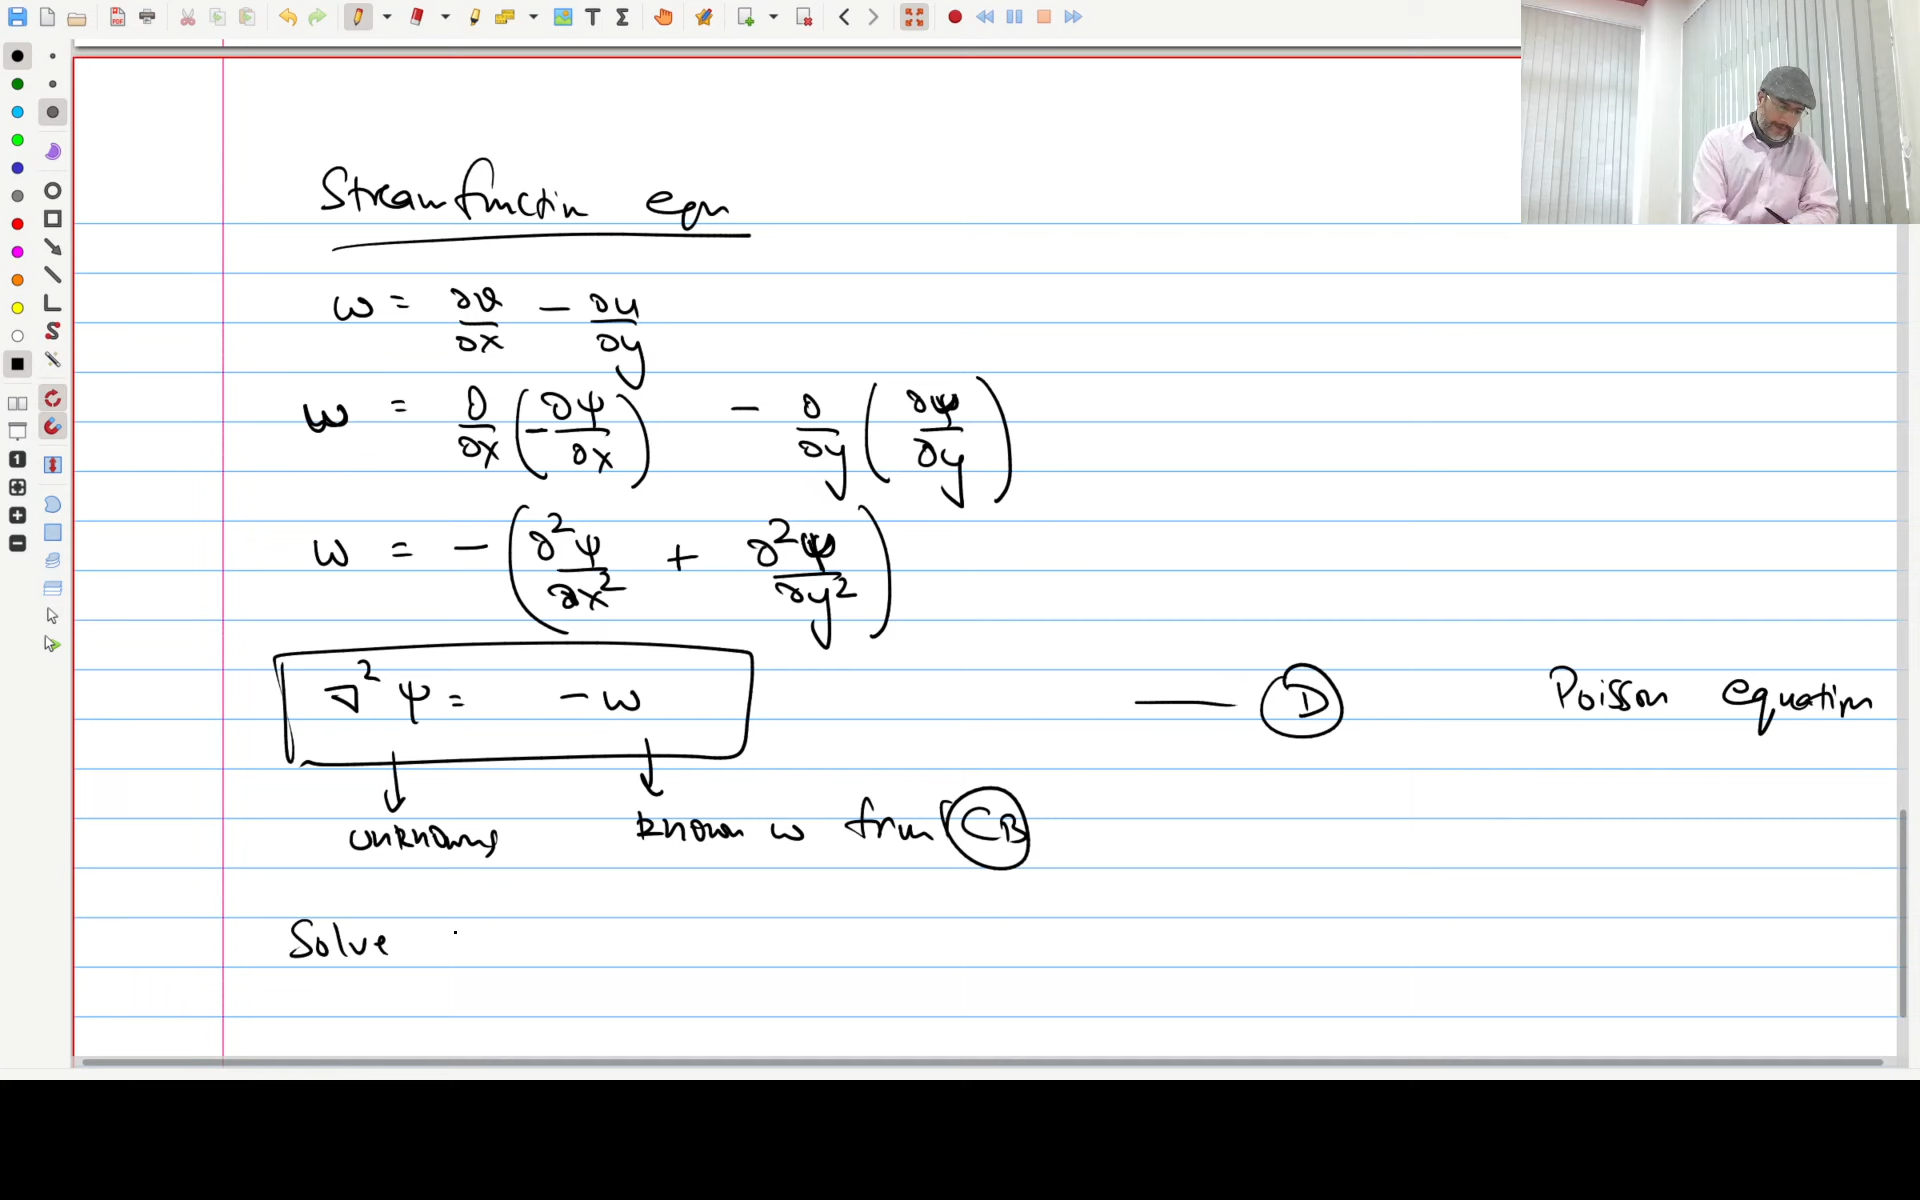 Streamfunction eqn
ω = ∂v/∂x − ∂u/∂y
ω = ∂/∂x (−∂ψ/∂x) − ∂/∂y (∂ψ/∂y)
ω = −(∂²ψ/∂x² + ∂²ψ/∂y²)
∇²ψ = −ω —— D Poisson equation
unknowns known ω from CB
Solve